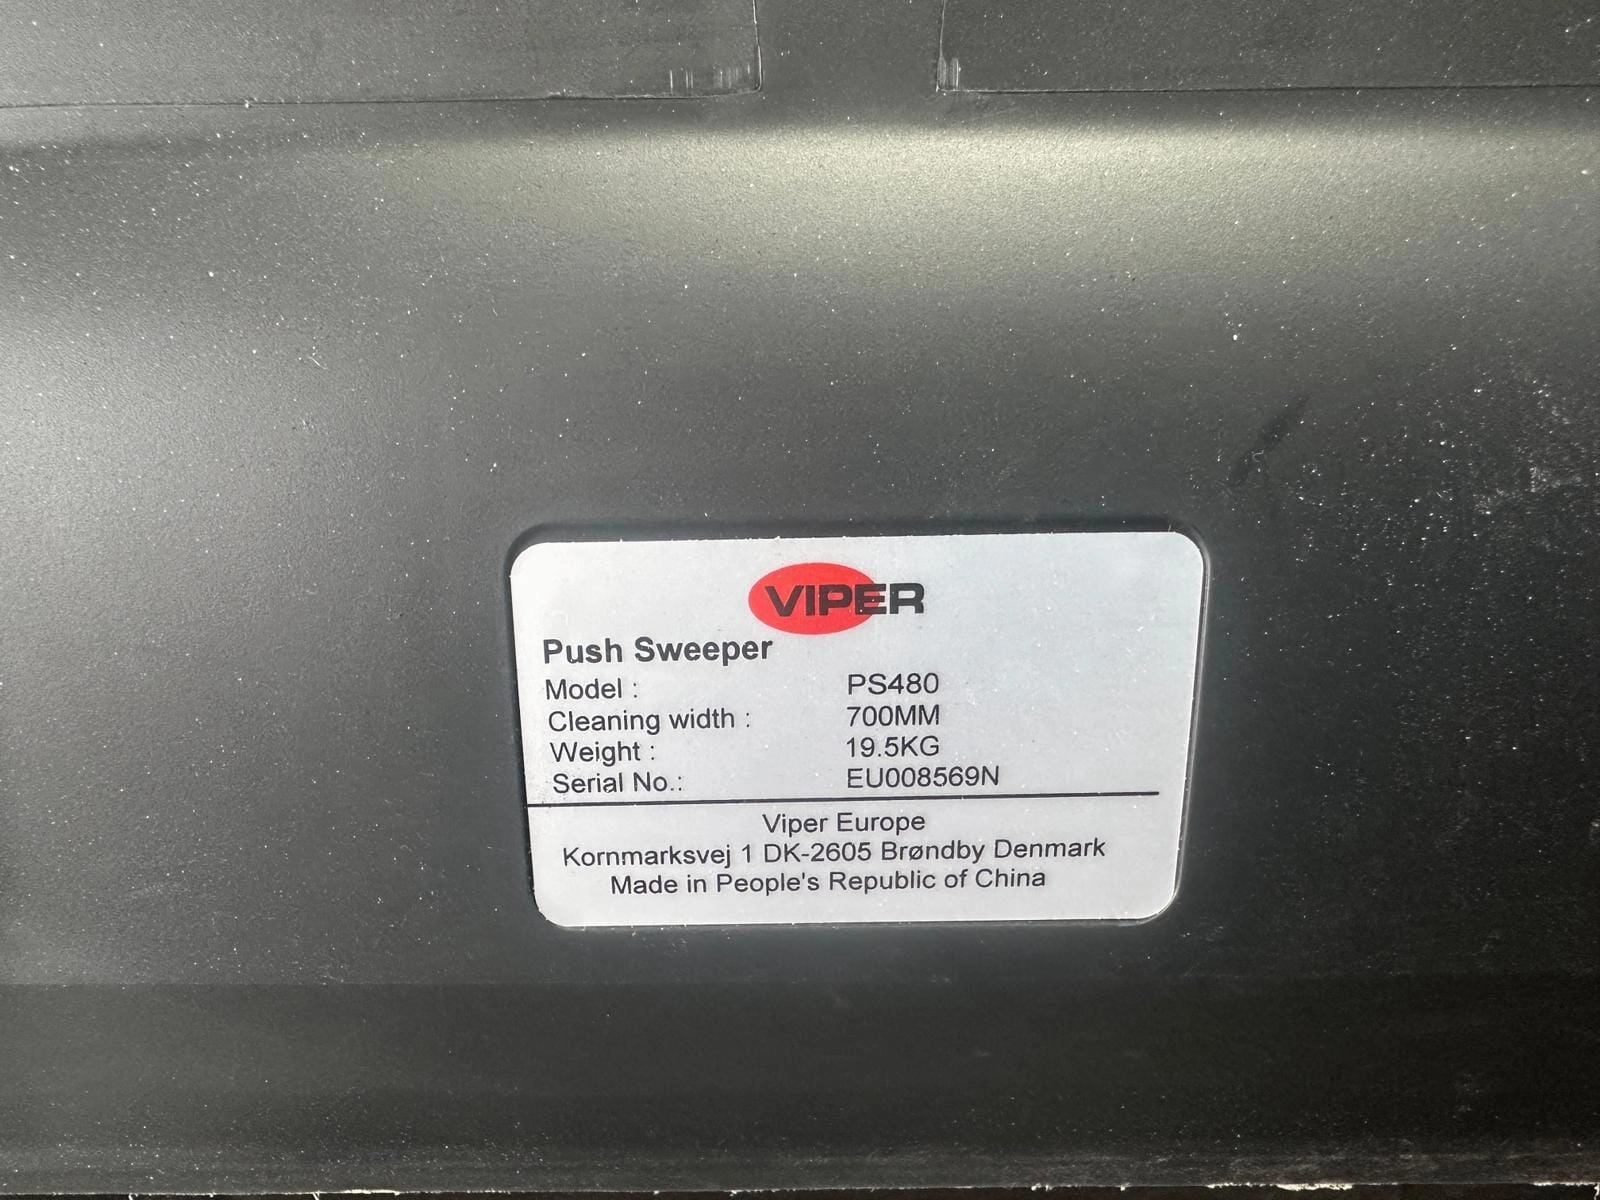 VIPER
Push Sweeper
Model : PS480
Cleaning width : 700MM
Weight : 19.5KG
Serial No.: EU008569N
Viper Europe
Kornmarksvej 1 DK-2605 Brøndby Denmark
Made in People's Republic of China